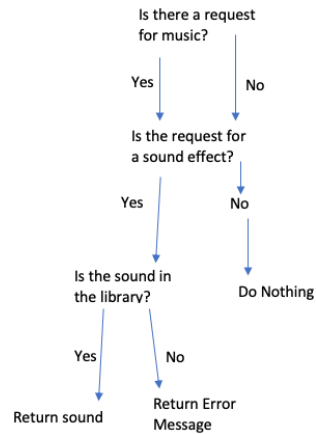 Is there a request
for music?
Yes
No
Is the request for
a sound effect?
Yes
No
Is the sound in
the library?
Do Nothing
Yes
No
Return sound
Return Error
Message